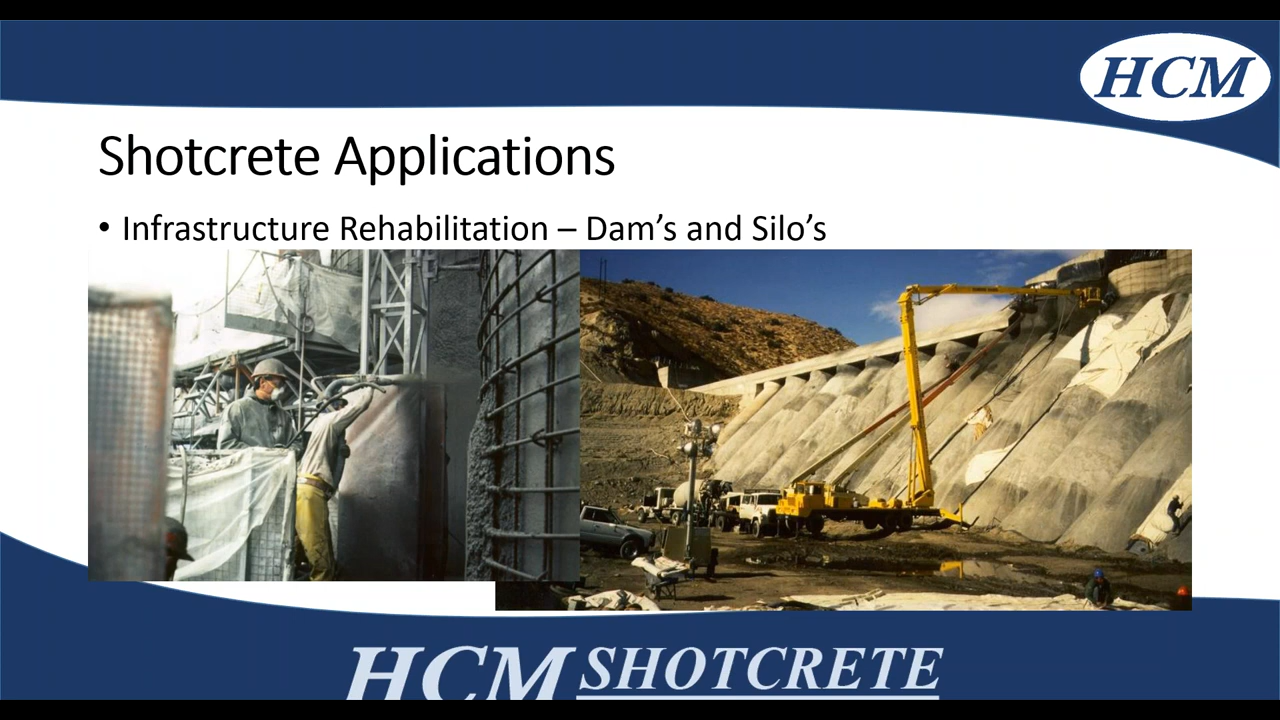 HCM
Shotcrete Applications
• Infrastructure Rehabilitation – Dam’s and Silo’s
HCM SHOTCRETE